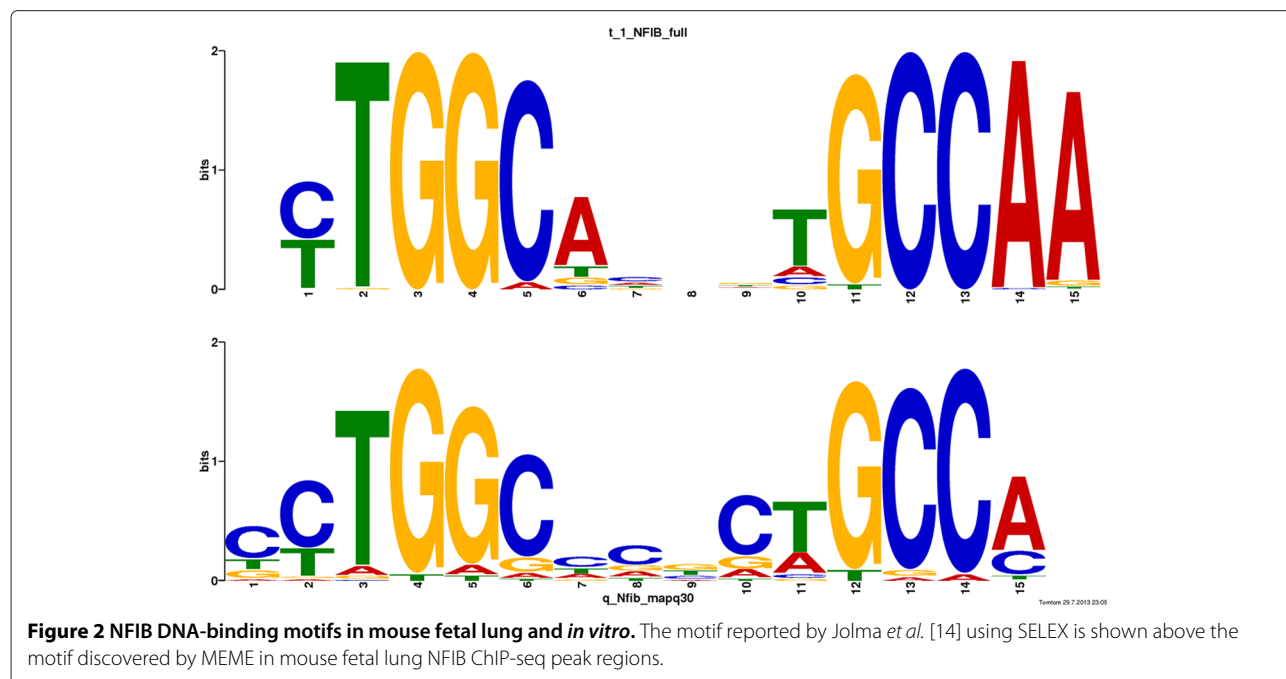 t_1_NFIB_full
2
1
0
bits
C T G G C A C T G C C A A
T T A A
A T G T C C G
G T G T
C
1 2 3 4 5 6 7 8 9 10 11 12 13 14 15
2
1
0
bits
C C T G G C C C G C T G C C A
T T A T A G T G G A T G A C
G A A A A C
1 2 3 4 5 6 7 8 9 10 11 12 13 14 15
q_Nfib_mapq30
Tomtom 29.7.2013 23:05
Figure 2 NFIB DNA-binding motifs in mouse fetal lung and in vitro. The motif reported by Jolma et al. [14] using SELEX is shown above the
motif discovered by MEME in mouse fetal lung NFIB ChIP-seq peak regions.